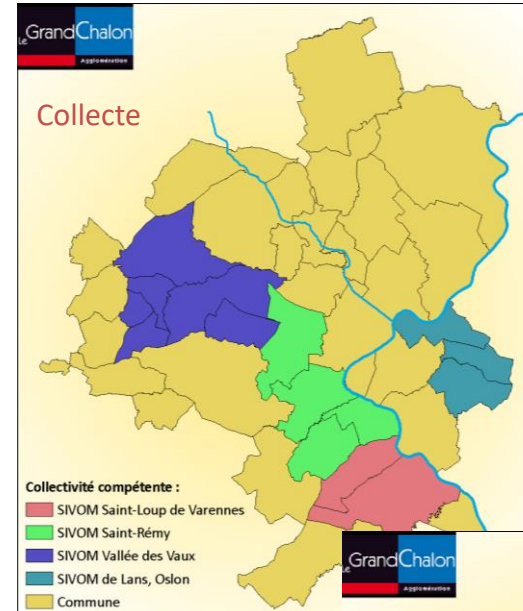 Le GrandChalon
Agglomération
Collecte
Collectivité compétente :
SIVOM Saint-Loup de Varennes
SIVOM Saint-Rémy
SIVOM Vallée des Vaux
SIVOM de Lans, Oslon
Commune
Le GrandChalon
Agglomération